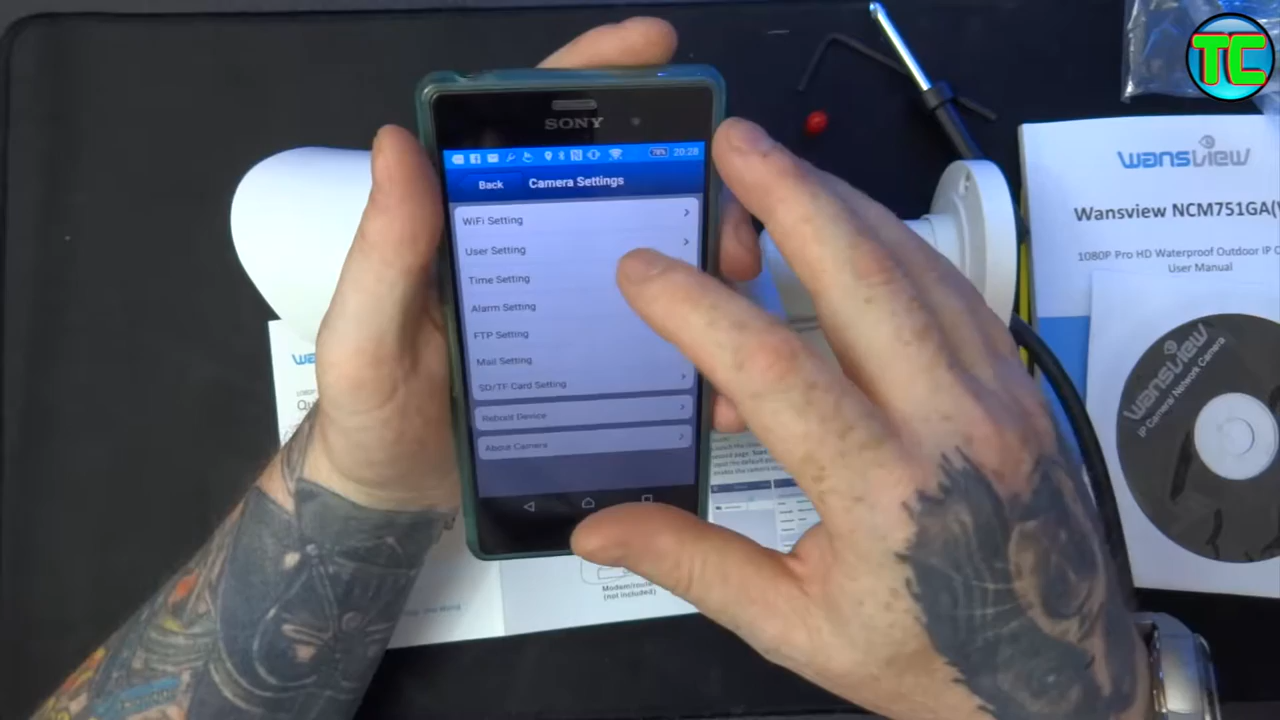 TC
SONY
78% 20:28
Back Camera Settings
WiFi Setting
User Setting
Time Setting
Alarm Setting
FTP Setting
Mail Setting
SD/TF Card Setting
Reboot Device
About Camera
wansview
Wansview NCM751GA(
1080P Pro HD Waterproof Outdoor IP
User Manual
wansview
IP Camera/ Network Camera
Modem/rout
(not included)